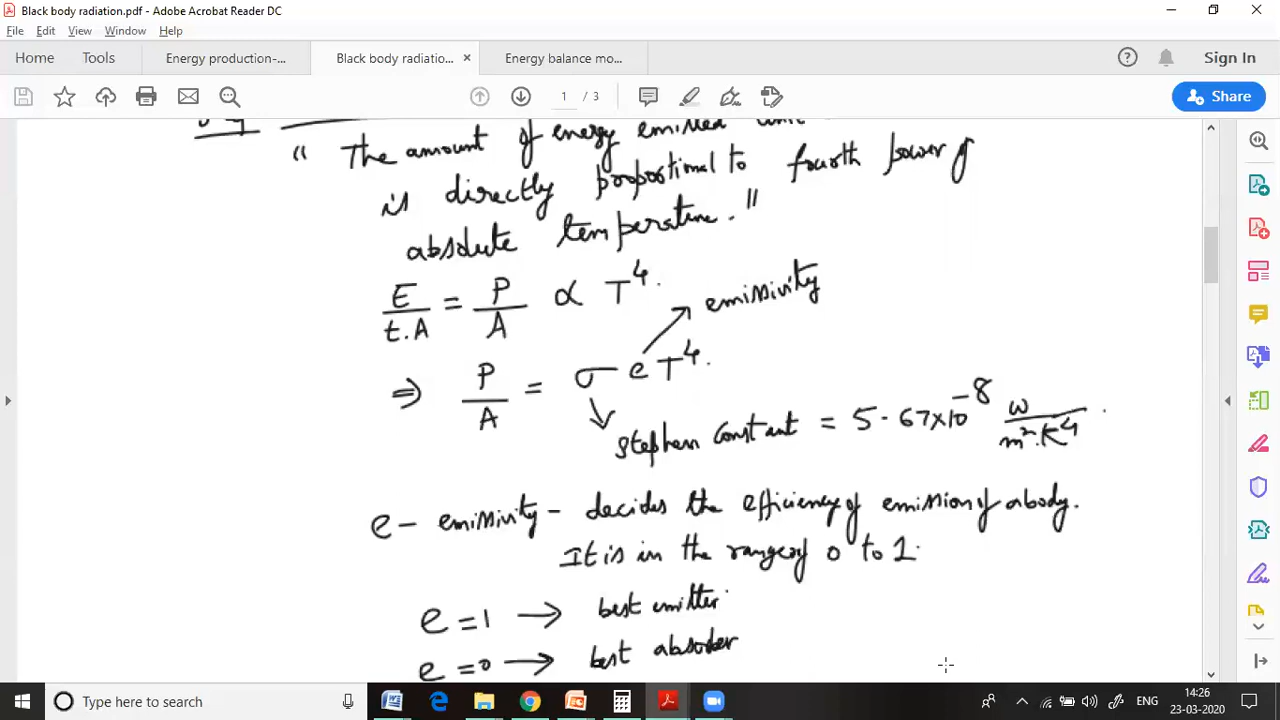 Black body radiation.pdf - Adobe Acrobat Reader DC
File Edit View Window Help
Home Tools Energy production-... Black body radiatio... × Energy balance mo... Sign In
1 / 3 Share
" The amount of energy emitted
is directly proportional to fourth power of
absolute temperature. "
E/t.A = P/A ∝ T⁴.
emissivity
⇒ P/A = σ e T⁴.
Stephen Constant = 5.67×10⁻⁸ W/m².K⁴.
e - emissivity - decides the efficiency of emission of a body.
It is in the range of 0 to 1.
e = 1 → best emitter
e = 0 → best absorber
Type here to search
ENG
14:26
23-03-2020